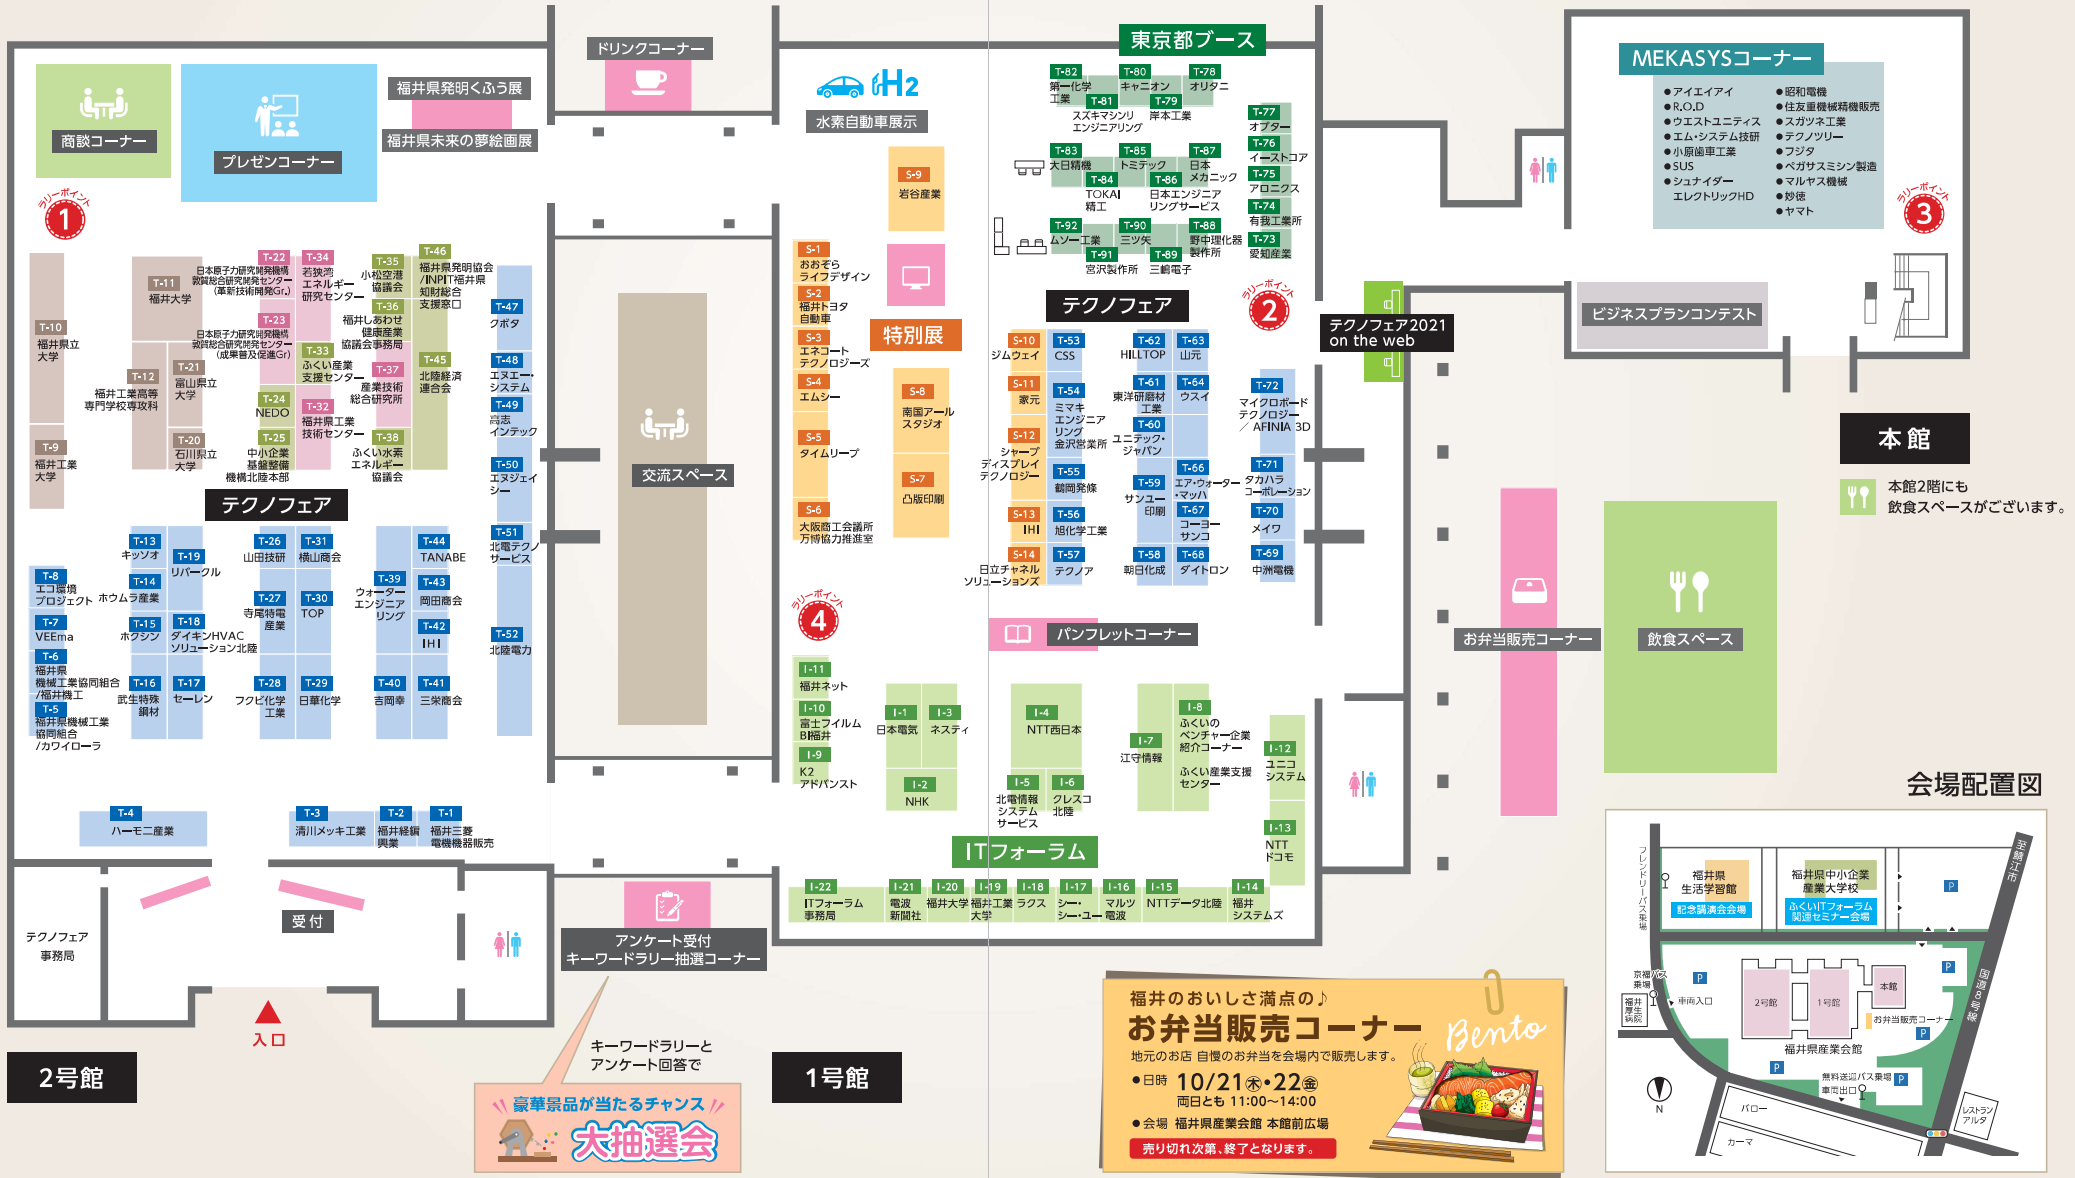 商談コーナー
プレゼンコーナー
福井県発明くふう展
福井県未来の夢絵画展
ラリーポイント
1
T-10
福井県立
大学
T-9
福井工業
大学
T-11
福井大学
T-12
福井工業高等
専門学校専攻科
T-21
富山県立
大学
T-20
石川県立
大学
T-22
日本原子力研究開発機構
敦賀総合研究開発センター
(革新技術開発Gr.)
T-23
日本原子力研究開発機構
敦賀総合研究開発センター
(成果普及促進Gr)
T-24
NEDO
T-25
中小企業
基盤整備
機構北陸本部
T-34
若狭湾
エネルギー
研究センター
T-33
ふくい産業
支援センター
T-32
福井県工業
技術センター
T-35
小松空港
協議会
T-36
福井しあわせ
健康産業
協議会事務局
T-37
産業技術
総合研究所
T-38
ふくい水素
エネルギー
協議会
T-46
福井県発明協会
/INPIT福井県
知財総合
支援窓口
T-45
北陸経済
連合会
T-47
クボタ
T-48
エヌエー・
システム
T-49
高志
インテック
T-50
エヌジェイ
シー
T-51
北電テクノ
サービス
T-52
北陸電力
テクノフェア
T-13
キッソオ
T-14
ホウムラ産業
T-15
ホクシン
T-16
武生特殊
鋼材
T-19
リバークル
T-18
ダイキンHVAC
ソリューション北陸
T-17
セーレン
T-26
山田技研
T-27
寺尾特電
産業
T-28
フクビ化学
工業
T-31
横山商会
T-30
TOP
T-29
日華化学
T-39
ウォーター
エンジニア
リング
T-40
吉岡幸
T-44
TANABE
T-43
岡田商会
T-42
IHI
T-41
三栄商会
T-8
エコ環境
プロジェクト
T-7
VEEma
T-6
福井県
機械工業協同組合
/福井機工
T-5
福井県機械工業
協同組合
/カワイローラ
T-4
ハーモニ産業
T-3
清川メッキ工業
T-2
福井経編
興業
T-1
福井三菱
電機機器販売
テクノフェア
事務局
受付
入口
2号館
ドリンクコーナー
交流スペース
アンケート受付
キーワードラリー抽選コーナー
キーワードラリーと
アンケート回答で
豪華景品が当たるチャンス
大抽選会
H2
水素自動車展示
S-9
岩谷産業
S-1
おおぞら
ライフデザイン
S-2
福井トヨタ
自動車
S-3
エネコート
テクノロジーズ
S-4
エムシー
S-5
タイムリープ
S-6
大阪商工会議所
万博協力推進室
特別展
S-8
南国アール
スタジオ
S-7
凸版印刷
東京都ブース
T-82
第一化学
工業
T-81
スズキマシンリ
エンジニアリング
T-80
キャニオン
T-79
岸本工業
T-78
オリタニ
T-77
オプター
T-76
イーストコア
T-75
アロニクス
T-74
有我工業所
T-73
愛知産業
T-83
大日精機
T-84
TOKAI
精工
T-85
トミテック
T-86
日本エンジニア
リングサービス
T-87
日本
メカニック
T-92
ムソー工業
T-91
宮沢製作所
T-90
三ツ矢
T-89
三鶴電子
T-88
野中理化器
製作所
テクノフェア
ラリーポイント
2
S-10
ジムウェイ
S-11
家元
S-12
シャープ
ディスプレイ
テクノロジー
S-13
IHI
S-14
日立チャネル
ソリューションズ
T-53
CSS
T-54
ミマキ
エンジニア
リング
金沢営業所
T-55
鶴岡発條
T-56
旭化学工業
T-57
テクノア
T-62
HILLTOP
T-61
東洋研磨材
工業
T-60
ユニテック・
ジャパン
T-59
サンユー
印刷
T-58
朝日化成
T-63
山元
T-64
ウスイ
T-66
エア・ウォーター
・マッハ
T-67
コーヨー
サンコ
T-68
ダイトロン
T-72
マイクロボード
テクノロジー
/ AFINIA 3D
T-71
タカハラ
コーポレーション
T-70
メイワ
T-69
中洲電機
テクノフェア2021
on the web
ラリーポイント
4
パンフレットコーナー
I-11
福井ネット
I-10
富士フイルム
BI福井
I-9
K2
アドバンスト
I-1
日本電気
I-3
ネスティ
I-2
NHK
I-4
NTT西日本
I-5
北電情報
システム
サービス
I-6
クレスコ
北陸
I-7
江守情報
I-8
ふくいの
ベンチャー企業
紹介コーナー
ふくい産業支援
センター
I-12
ユニコ
システム
I-13
NTT
ドコモ
ITフォーラム
I-22
ITフォーラム
事務局
I-21
電波
新聞社
I-20
福井大学
I-19
福井工業
大学
I-18
ラクス
I-17
シー・
シー・ユー
I-16
マルツ
電波
I-15
NTTデータ北陸
I-14
福井
システムズ
1号館
MEKASYSコーナー
●アイエイアイ
●R.O.D
●ウエストユニティス
●エム・システム技研
●小原歯車工業
●SUS
●シュナイダー
エレクトリックHD
●昭和電機
●住友重機械精機販売
●スガツネ工業
●テクノツリー
●フジタ
●ペガサスミシン製造
●マルヤス機械
●妙徳
●ヤマト
ラリーポイント
3
ビジネスプランコンテスト
本館
本館2階にも
飲食スペースがございます。
お弁当販売コーナー
飲食スペース
福井のおいしさ満点の♪
お弁当販売コーナー
Bento
地元のお店 自慢のお弁当を会場内で販売します。
●日時 10/21㊍・22㊎
両日とも 11:00〜14:00
●会場 福井県産業会館 本館前広場
売り切れ次第、終了となります。
会場配置図
フレンドリーバス乗場
福井県
生活学習館
記念講演会会場
福井県中小企業
産業大学校
ふくいITフォーラム
関連セミナー会場
至鯖江市
国道8号線
P
京福バス
乗場
福井
厚生
病院
車両入口
P
2号館
1号館
本館
P
お弁当販売コーナー
P
福井県産業会館
P
無料送迎バス乗場
車両出口
P
N
バロー
カーマ
レストラン
アルタ